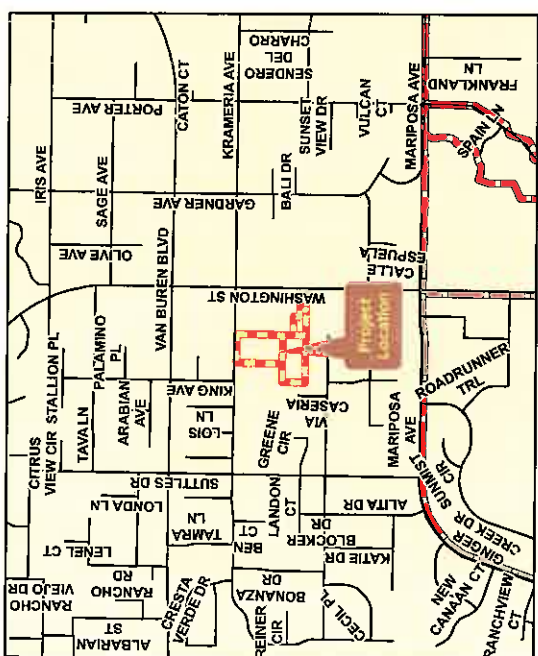 CITRUS
VIEW CIR
STALLION PL
IRIS AVE
SAGE AVE
PORTER AVE
CATON CT
KRAMERIA AVE
SENDERO
DEL
CHARRO
SUNSET
VIEW DR
VULCAN
CT
MARIPOSA AVE
FRANKLAND
LN
SPAIN LN
GARDNER AVE
BALI DR
OLIVE AVE
CALLE
ESPUELA
WASHINGTON ST
VAN BUREN BLVD
PALAMINO
PL
TAVA LN
ARABIAN
AVE
KING AVE
LOIS
LN
Project
Location
VIA
CASERIA
GREENE CIR
ROADRUNNER
TRL
MARIPOSA
AVE
SUTTLES DR
LONDA LN
LENEL CT
TAMRA
LN
BEN
CT
LANDON
CT
BLOCKER
DR
ALITA DR
KATIE DR
SUNMIST
CIR
GINGER
CREEK DR
RANCHO
VIEJO DR
RANCHO
RD
CRESTA
VERDE DR
BONANZA
DR
REINER
CIR
CECIL PL
NEW
CANAAN CT
RANCHVIEW
CT
ALBARIAN
ST